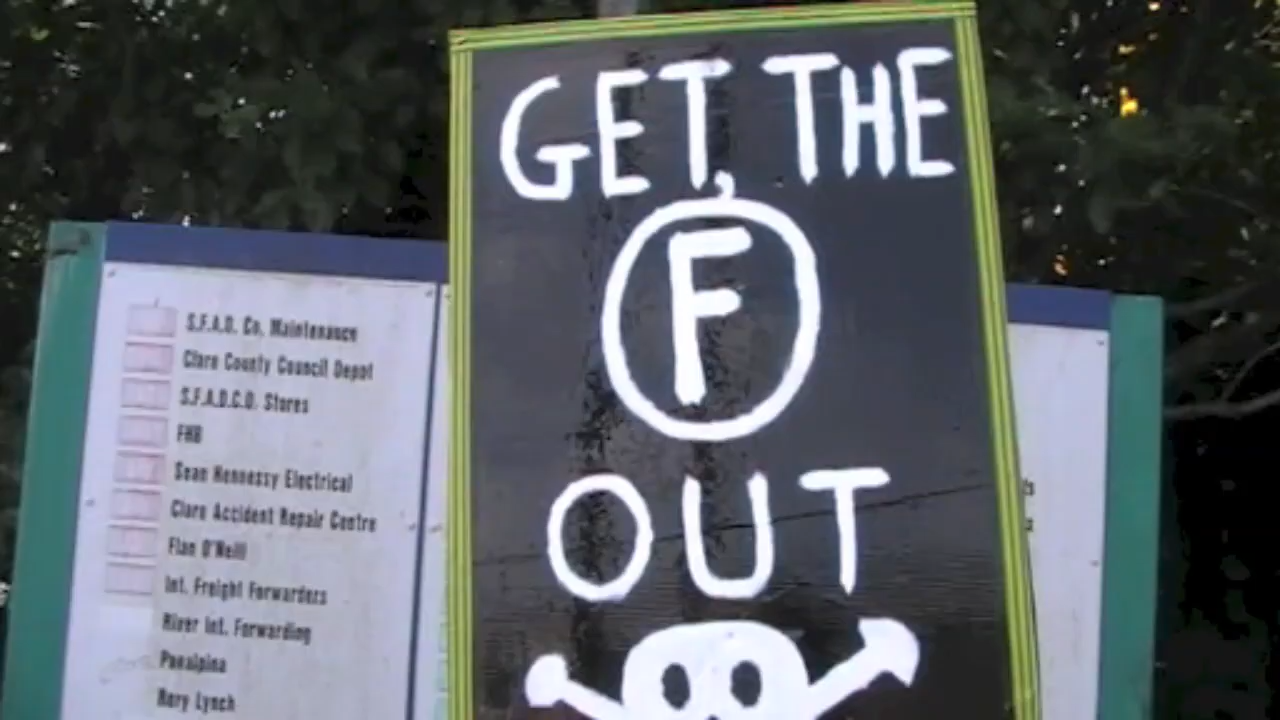 GET, THE
F
OUT
S.F.A.D. Co. Maintenance
Clare County Council Depot
S.F.A.D.C.O. Stores
FHB
Sean Hennessy Electrical
Clare Accident Repair Centre
Flan O'Neill
Int. Freight Forwarders
River Int. Forwarding
Panalpina
Rory Lynch